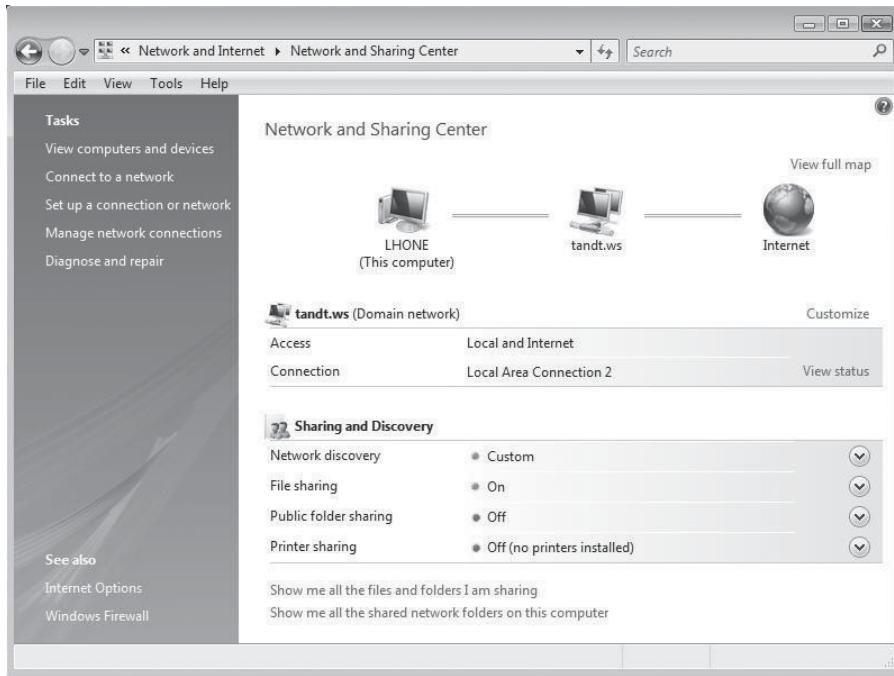 « Network and Internet ▸ Network and Sharing Center
Search
File Edit View Tools Help
Tasks
View computers and devices
Connect to a network
Set up a connection or network
Manage network connections
Diagnose and repair
See also
Internet Options
Windows Firewall
Network and Sharing Center
View full map
LHONE
(This computer)
tandt.ws
Internet
tandt.ws (Domain network) Customize
Access Local and Internet
Connection Local Area Connection 2 View status
Sharing and Discovery
Network discovery Custom
File sharing On
Public folder sharing Off
Printer sharing Off (no printers installed)
Show me all the files and folders I am sharing
Show me all the shared network folders on this computer